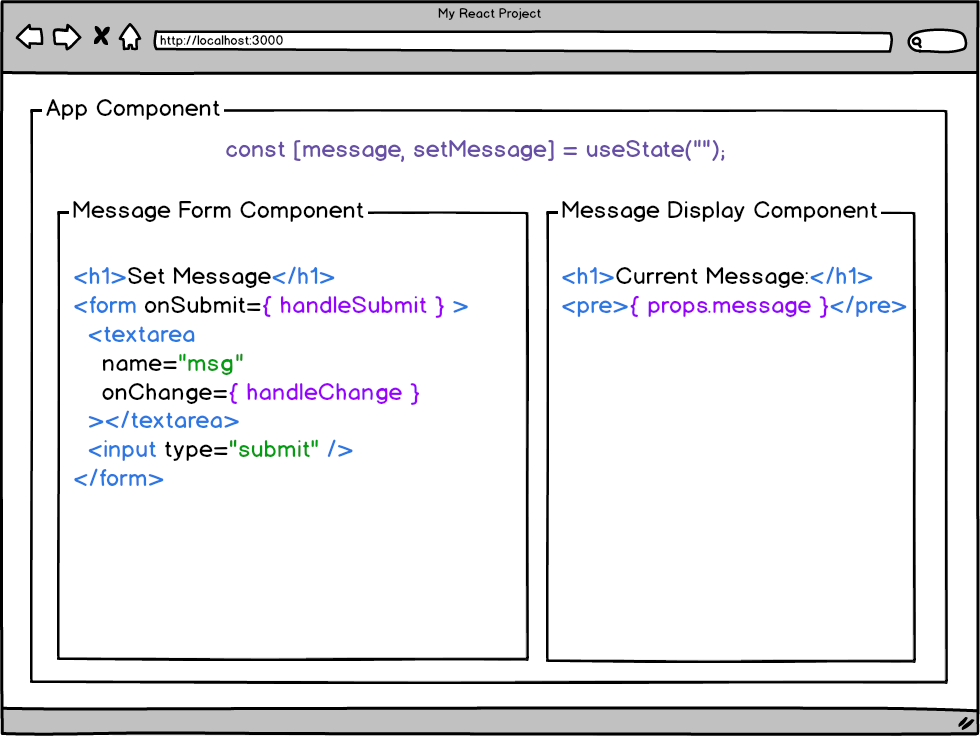 My React Project
http://localhost:3000
App Component
const [message, setMessage] = useState("");
Message Form Component
<h1>Set Message</h1>
<form onSubmit={ handleSubmit } >
<textarea
name="msg"
onChange={ handleChange }
></textarea>
<input type="submit" />
</form>
Message Display Component
<h1>Current Message:</h1>
<pre>{ props.message }</pre>